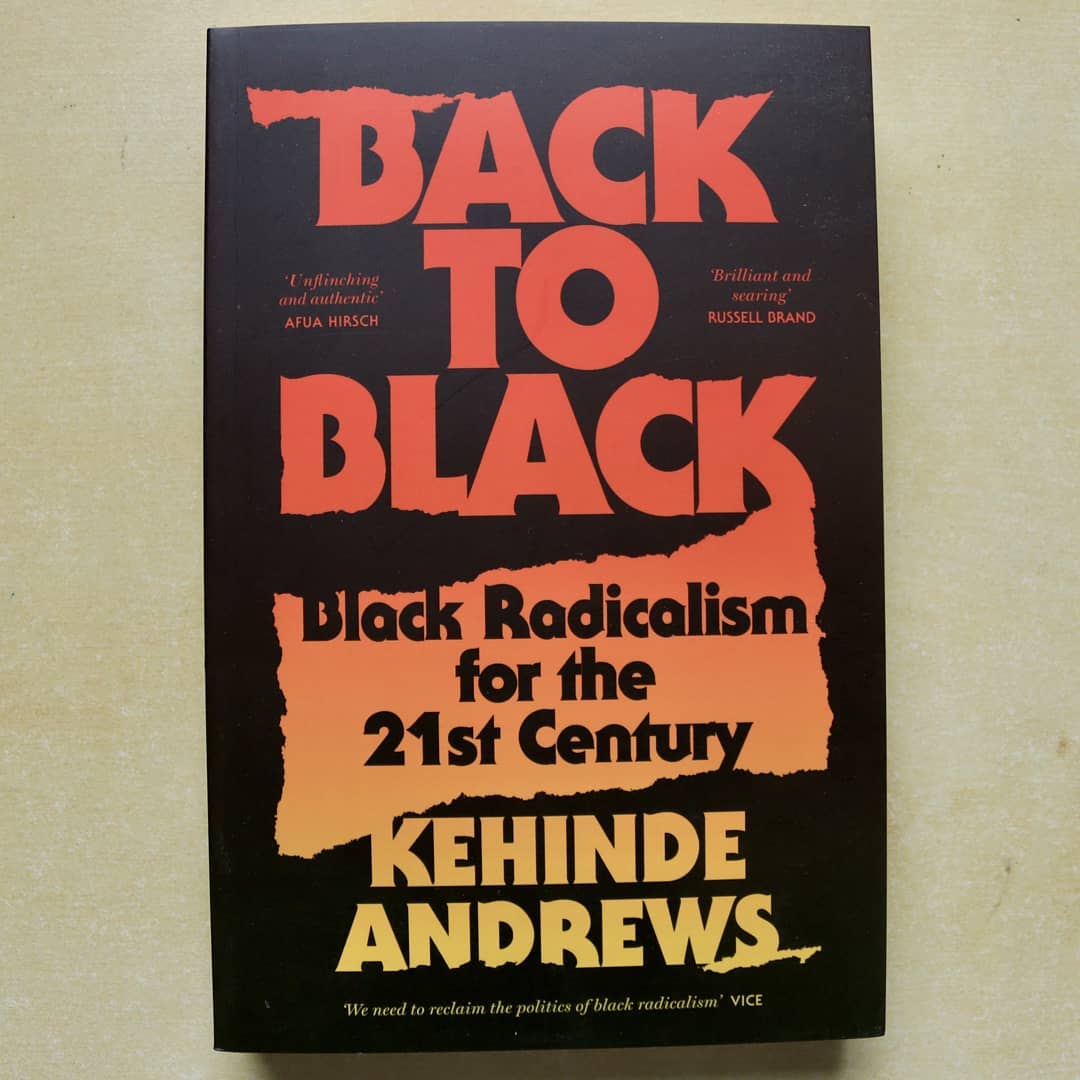 BACK
TO
‘Unflinching
and authentic’
AFUA HIRSCH
‘Brilliant and
searing’
RUSSELL BRAND
BLACK
Black Radicalism
for the
21st Century
KEHINDE
ANDREWS
‘We need to reclaim the politics of black radicalism’ VICE